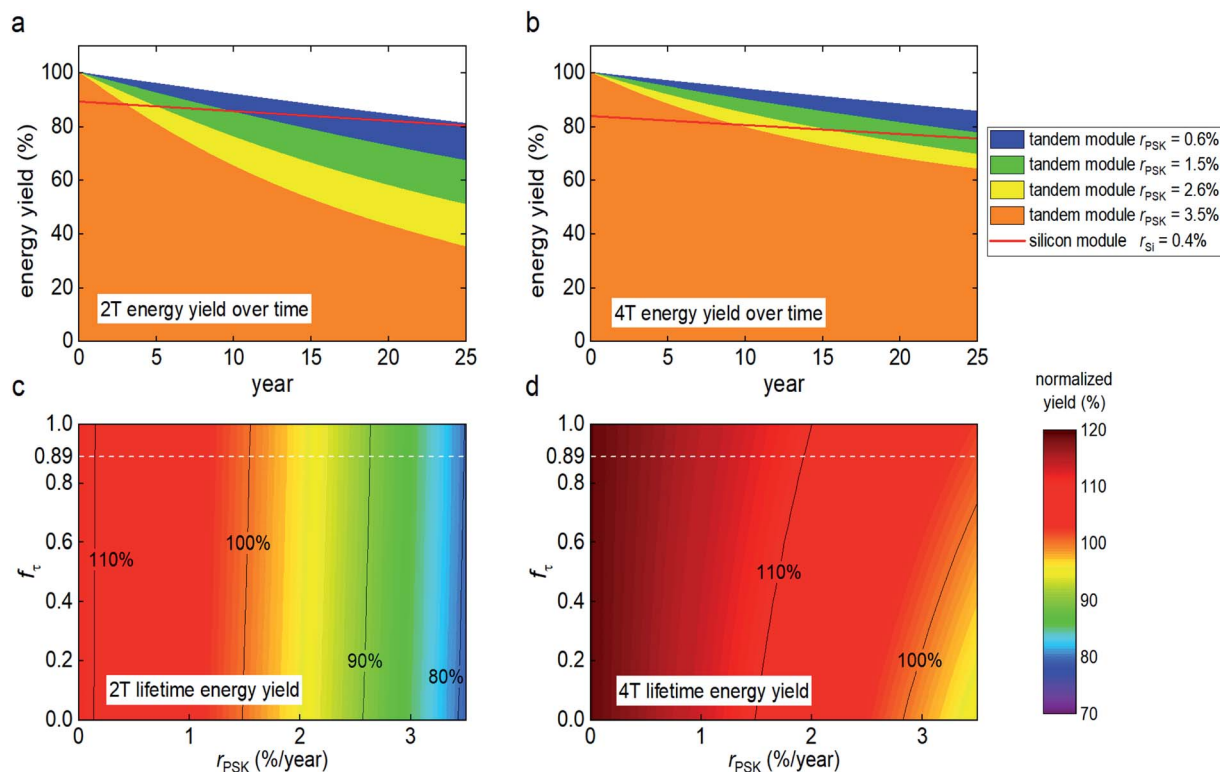 a
100
80
60
40
20
0
energy yield (%)
2T energy yield over time
0 5 10 15 20 25
year
b
100
80
60
40
20
0
energy yield (%)
4T energy yield over time
0 5 10 15 20 25
year
tandem module rPSK = 0.6%
tandem module rPSK = 1.5%
tandem module rPSK = 2.6%
tandem module rPSK = 3.5%
silicon module rSi = 0.4%
c
1.0
0.89
0.8
0.6
0.4
0.2
0.0
fτ
110%
100%
90%
80%
2T lifetime energy yield
0 1 2 3
rPSK (%/year)
d
1.0
0.89
0.8
0.6
0.4
0.2
0.0
fτ
110%
100%
4T lifetime energy yield
0 1 2 3
rPSK (%/year)
normalized
yield (%)
120
110
100
90
80
70